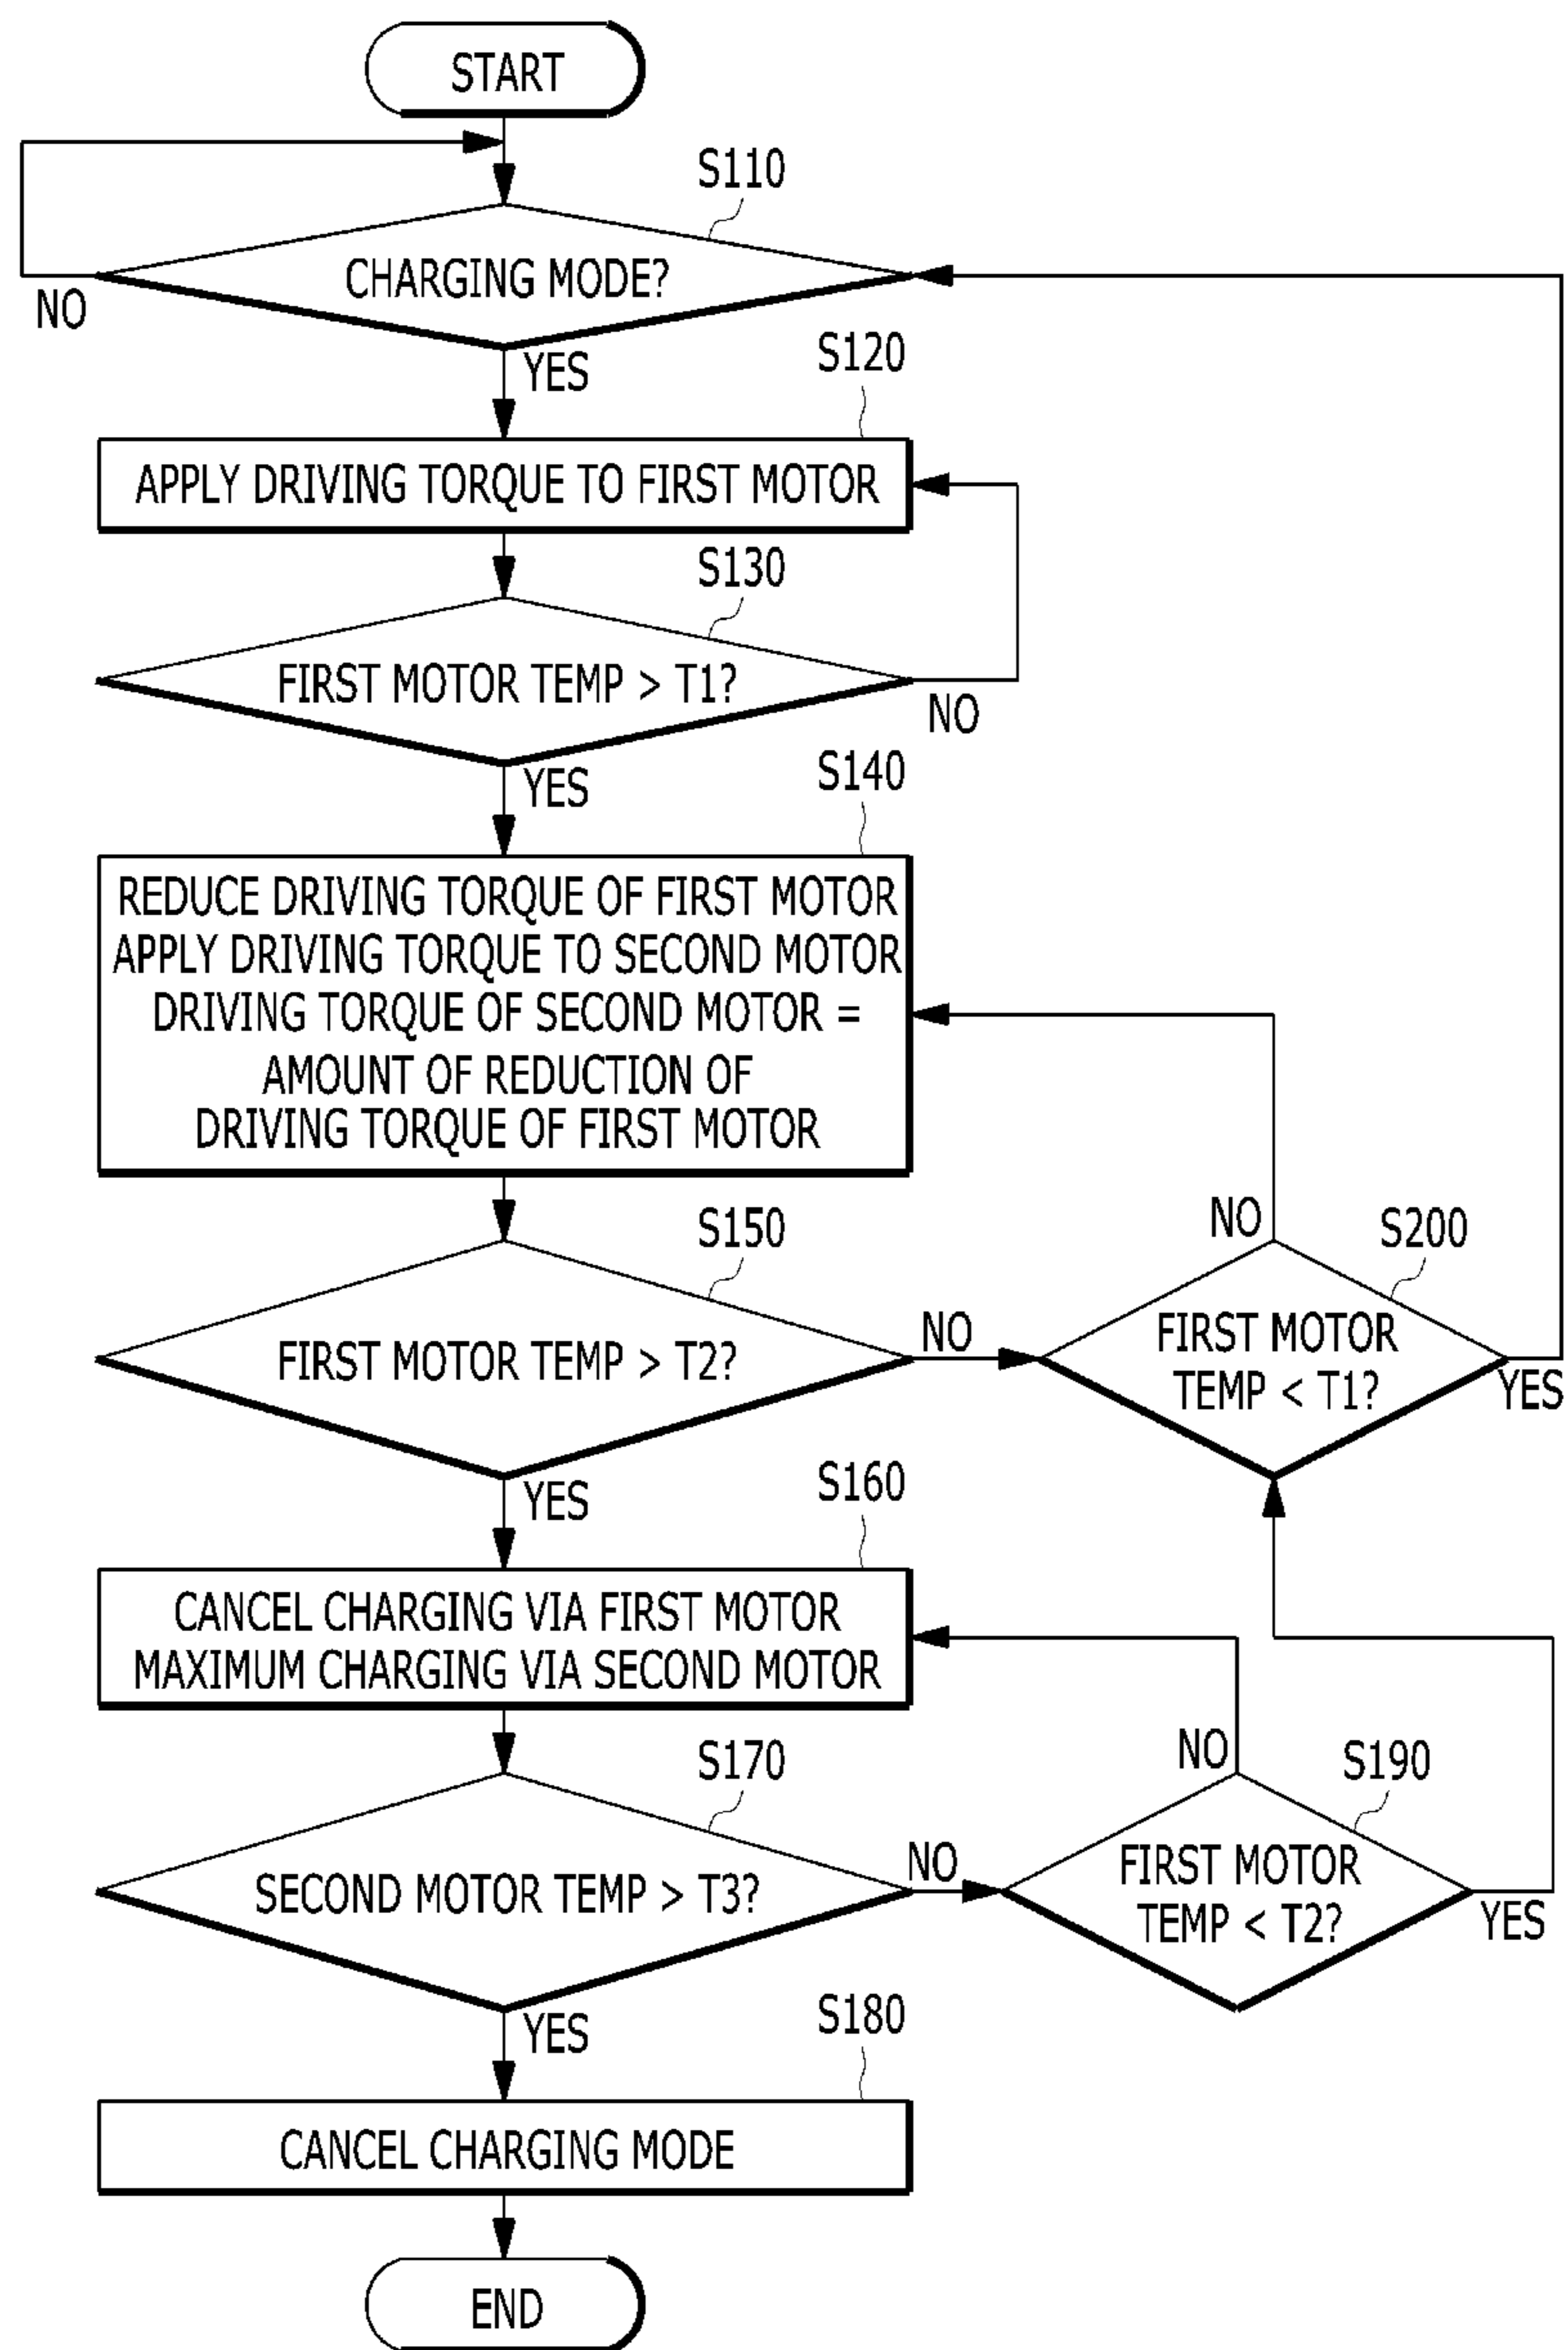 START
S110
CHARGING MODE?
NO
YES
S120
APPLY DRIVING TORQUE TO FIRST MOTOR
S130
FIRST MOTOR TEMP > T1?
NO
YES
S140
REDUCE DRIVING TORQUE OF FIRST MOTOR
APPLY DRIVING TORQUE TO SECOND MOTOR
DRIVING TORQUE OF SECOND MOTOR =
AMOUNT OF REDUCTION OF
DRIVING TORQUE OF FIRST MOTOR
S150
FIRST MOTOR TEMP > T2?
NO
YES
NO
S200
FIRST MOTOR
TEMP < T1?
YES
S160
CANCEL CHARGING VIA FIRST MOTOR
MAXIMUM CHARGING VIA SECOND MOTOR
S170
SECOND MOTOR TEMP > T3?
NO
YES
NO
S190
FIRST MOTOR
TEMP < T2?
YES
S180
CANCEL CHARGING MODE
END